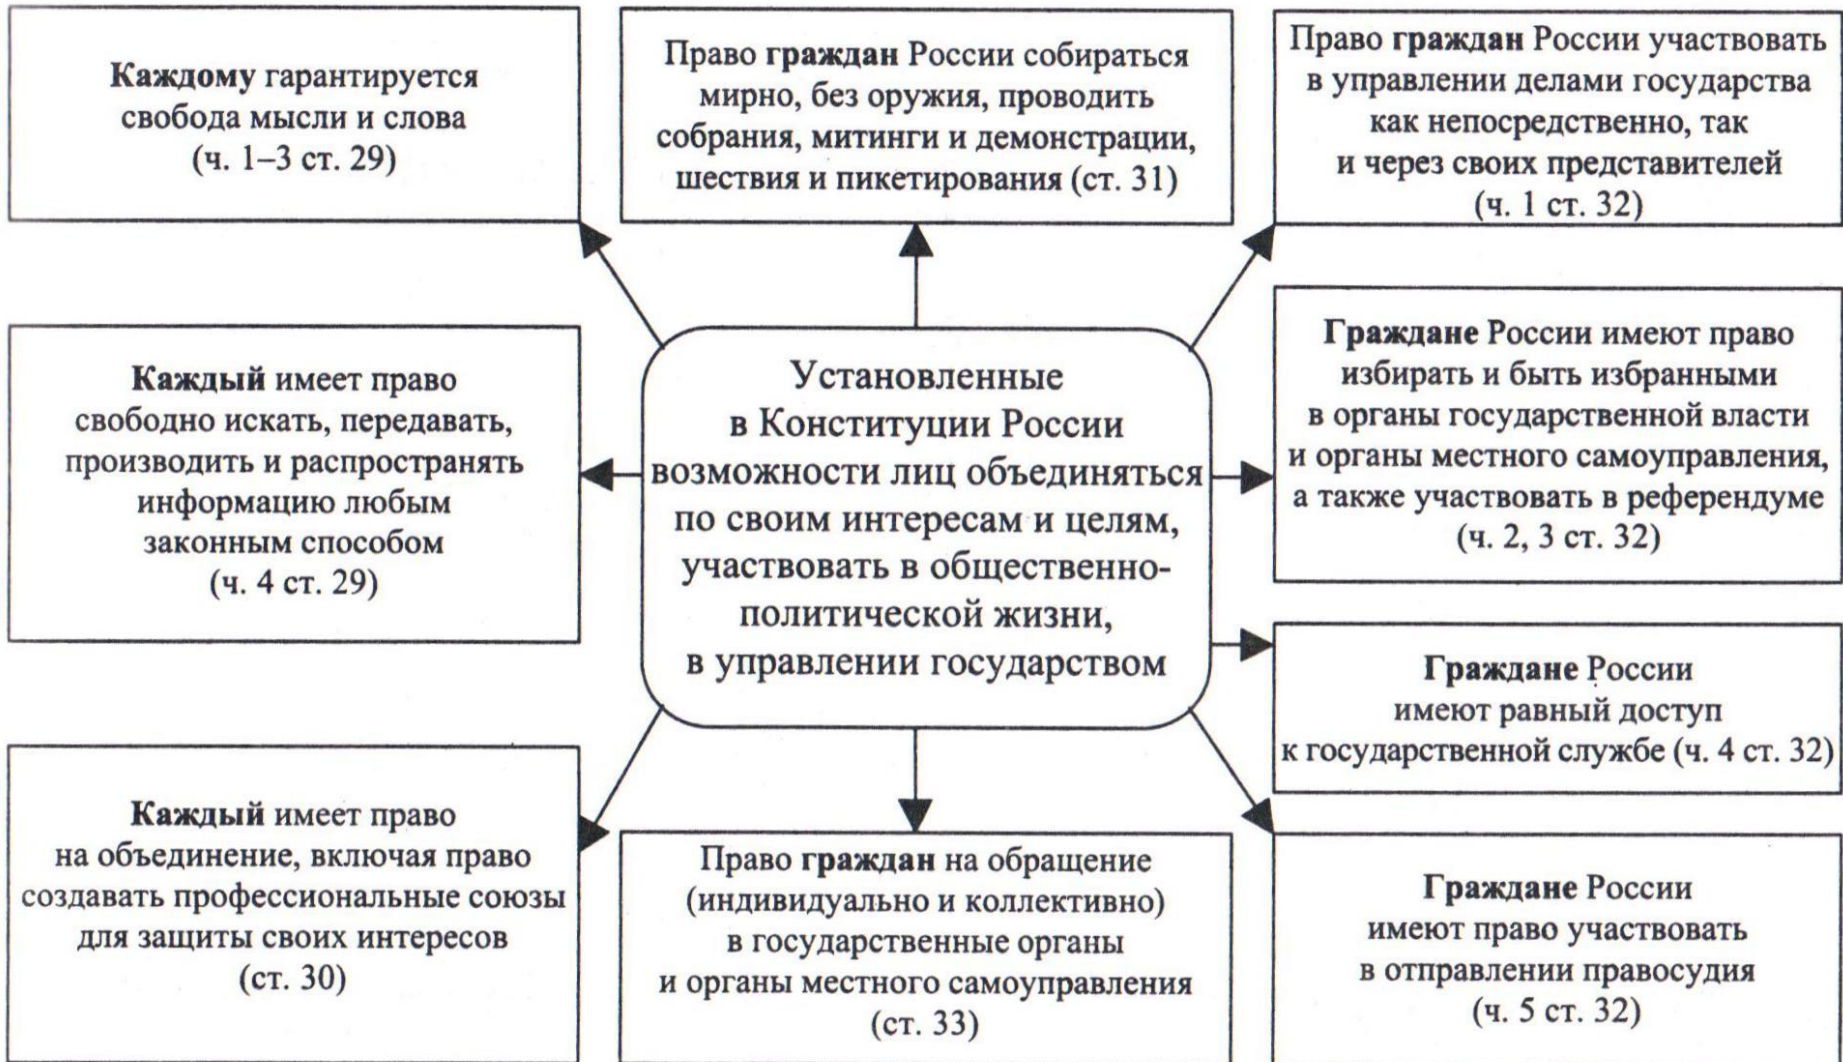 Каждому гарантируется
свобода мысли и слова
(ч. 1–3 ст. 29)
Право граждан России собираться
мирно, без оружия, проводить
собрания, митинги и демонстрации,
шествия и пикетирования (ст. 31)
Право граждан России участвовать
в управлении делами государства
как непосредственно, так
и через своих представителей
(ч. 1 ст. 32)
Каждый имеет право
свободно искать, передавать,
производить и распространять
информацию любым
законным способом
(ч. 4 ст. 29)
Установленные
в Конституции России
возможности лиц объединяться
по своим интересам и целям,
участвовать в общественно-
политической жизни,
в управлении государством
Граждане России имеют право
избирать и быть избранными
в органы государственной власти
и органы местного самоуправления,
а также участвовать в референдуме
(ч. 2, 3 ст. 32)
Граждане России
имеют равный доступ
к государственной службе (ч. 4 ст. 32)
Каждый имеет право
на объединение, включая право
создавать профессиональные союзы
для защиты своих интересов
(ст. 30)
Право граждан на обращение
(индивидуально и коллективно)
в государственные органы
и органы местного самоуправления
(ст. 33)
Граждане России
имеют право участвовать
в отправлении правосудия
(ч. 5 ст. 32)